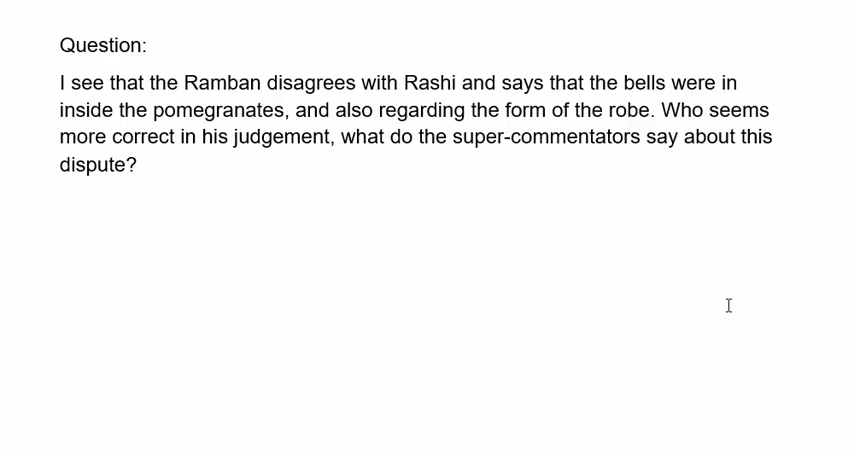 Question:
I see that the Ramban disagrees with Rashi and says that the bells were in
inside the pomegranates, and also regarding the form of the robe. Who seems
more correct in his judgement, what do the super-commentators say about this
dispute?